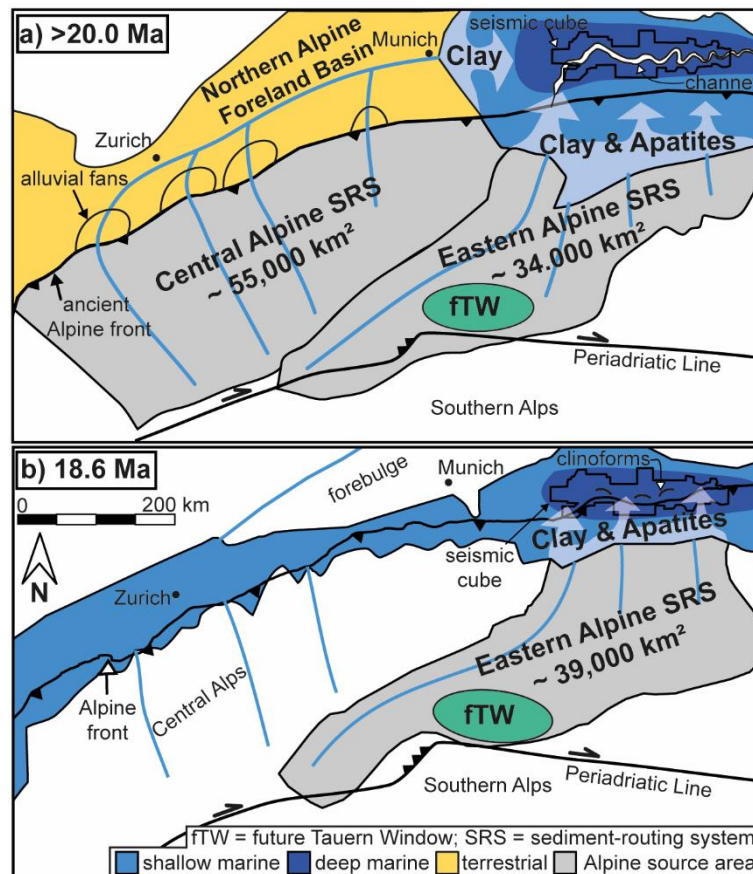 a) >20.0 Ma
seismic cube
Munich
Clay
Northern Alpine
Foreland Basin
channel
Zurich
alluvial fans
Clay & Apatites
Central Alpine SRS
~ 55,000 km²
Eastern Alpine SRS
~ 34.000 km²
ancient
Alpine front
fTW
Periadriatic Line
Southern Alps
b) 18.6 Ma
0 200 km
N
forebulge
Munich
clinoforms
seismic
cube
Clay & Apatites
Zurich
Eastern Alpine SRS
~ 39,000 km²
Alpine
front
Central Alps
fTW
Southern Alps
Periadriatic Line
fTW = future Tauern Window; SRS = sediment-routing system
shallow marine deep marine terrestrial Alpine source area